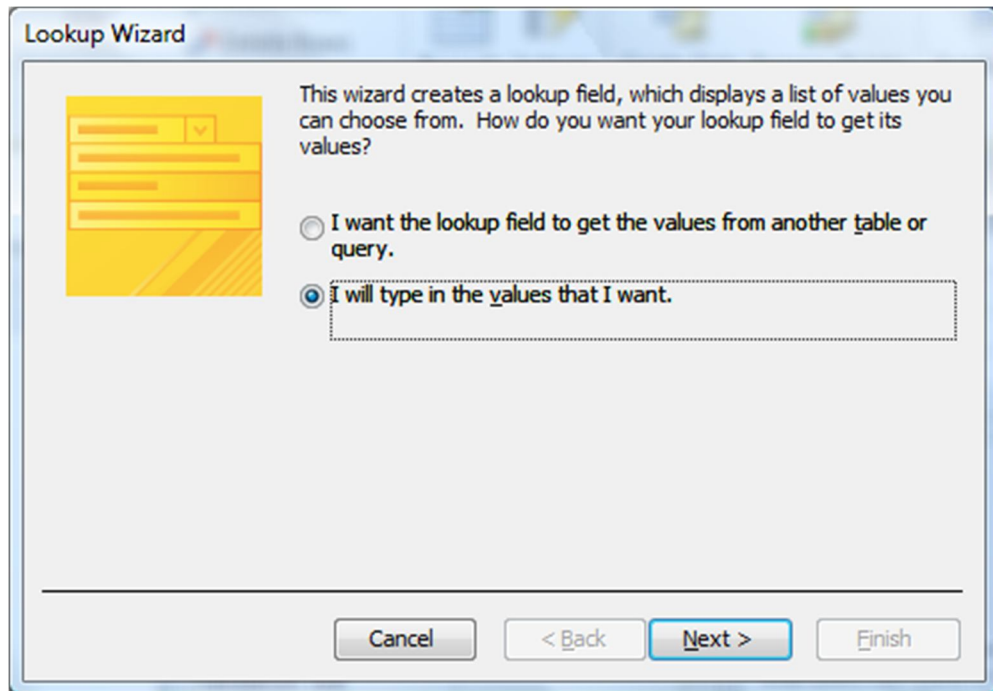 Lookup Wizard
This wizard creates a lookup field, which displays a list of values you
can choose from.  How do you want your lookup field to get its
values?
I want the lookup field to get the values from another table or
query.
I will type in the values that I want.
Cancel
< Back
Next >
Finish